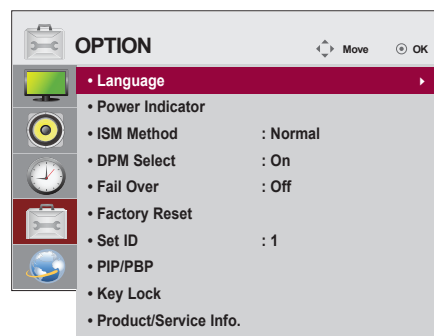 OPTION Move OK
• Language
• Power Indicator
• ISM Method : Normal
• DPM Select : On
• Fail Over : Off
• Factory Reset
• Set ID : 1
• PIP/PBP
• Key Lock
• Product/Service Info.